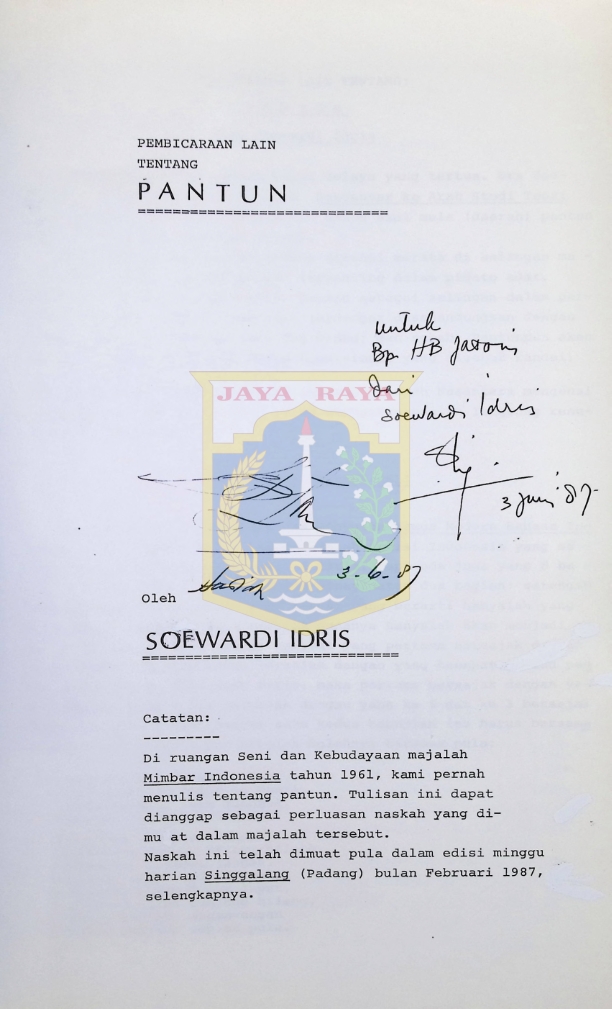 PEMBICARAAN LAIN
TENTANG
PANTUN
untuk
Bp. HB Jassin
dari
Soewardi Idris
3 Juni 87
JAYA RAYA
Hadiah 3-6-87
Oleh
SOEWARDI IDRIS
Catatan:
Di ruangan Seni dan Kebudayaan majalah
Mimbar Indonesia tahun 1961, kami pernah
menulis tentang pantun. Tulisan ini dapat
dianggap sebagai perluasan naskah yang di-
mu at dalam majalah tersebut.
Naskah ini telah dimuat pula dalam edisi minggu
harian Singgalang (Padang) bulan Februari 1987,
selengkapnya.